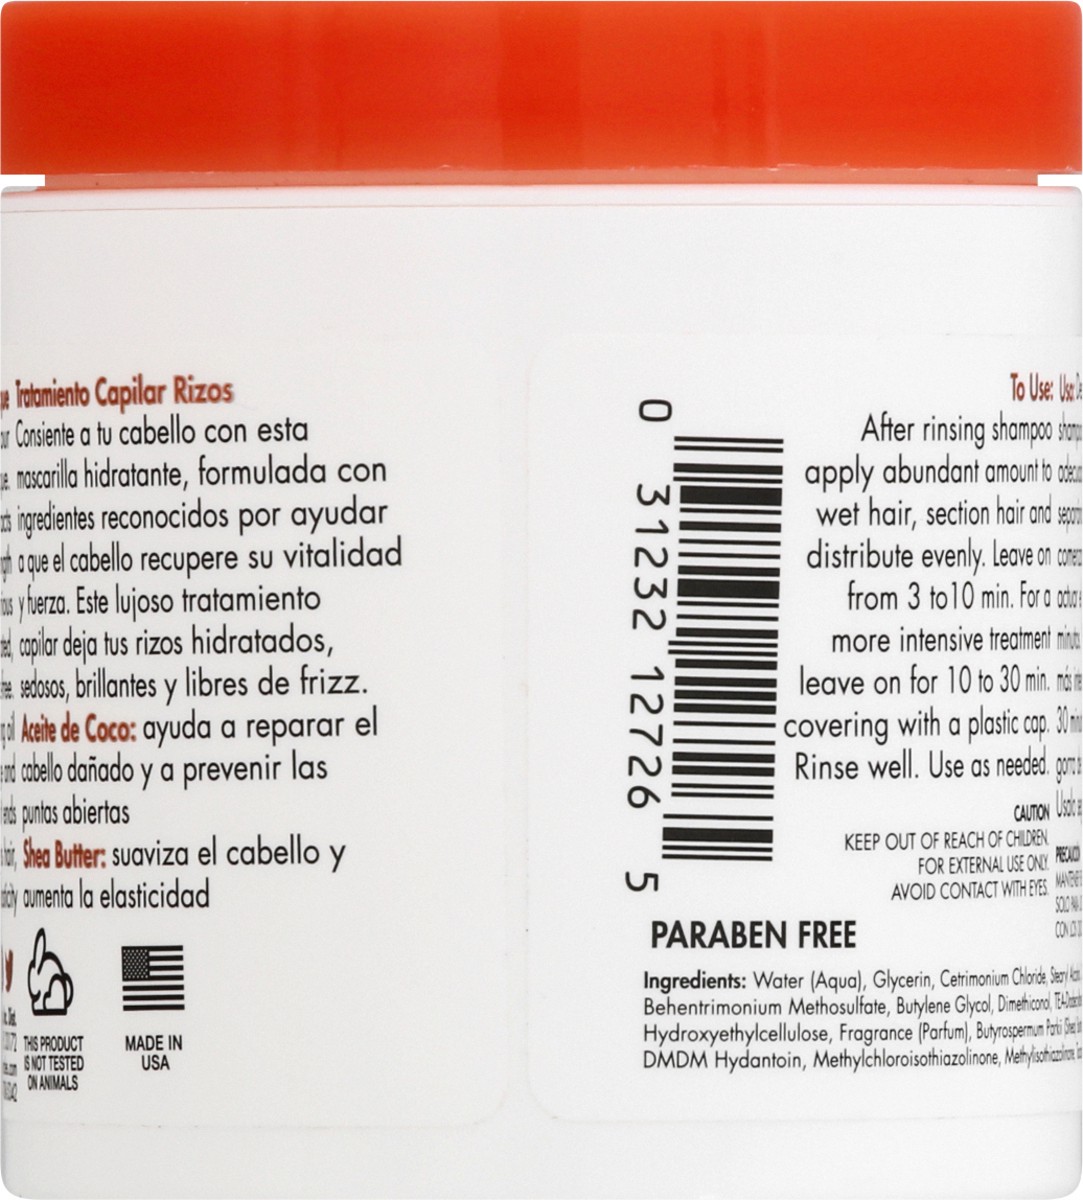 Tratamiento Capilar Rizos
Consiente a tu cabello con esta
mascarilla hidratante, formulada con
ingredientes reconocidos por ayudar
a que el cabello recupere su vitalidad
y fuerza. Este lujoso tratamiento
capilar deja tus rizos hidratados,
sedosos, brillantes y libres de frizz.
Aceite de Coco: ayuda a reparar el
cabello dañado y a prevenir las
puntas abiertas
Shea Butter: suaviza el cabello y
aumenta la elasticidad
THIS PRODUCT
IS NOT TESTED
ON ANIMALS
MADE IN
USA
0 31232 12726 5
To Use:
After rinsing shampoo
apply abundant amount to
wet hair, section hair and
distribute evenly. Leave on
from 3 to10 min. For a
more intensive treatment
leave on for 10 to 30 min.
covering with a plastic cap.
Rinse well. Use as needed.
CAUTION
KEEP OUT OF REACH OF CHILDREN.
FOR EXTERNAL USE ONLY.
AVOID CONTACT WITH EYES.
Uso:
30
PARABEN FREE
Ingredients: Water (Aqua), Glycerin, Cetrimonium Chloride, Stearyl
Behentrimonium Methosulfate, Butylene Glycol, Dimethiconol,
Hydroxyethylcellulose, Fragrance (Parfum), Butyrospermum Parkii
DMDM Hydantoin, Methylchloroisothiazolinone, Methylisothiazolinone,